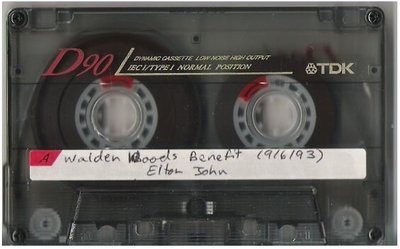 D90 DYNAMIC CASSETTE LOW NOISE HIGH OUTPUT
IEC I/TYPE I NORMAL POSITION
TDK
A Walden Woods Benefit (9/6/93)
Elton John